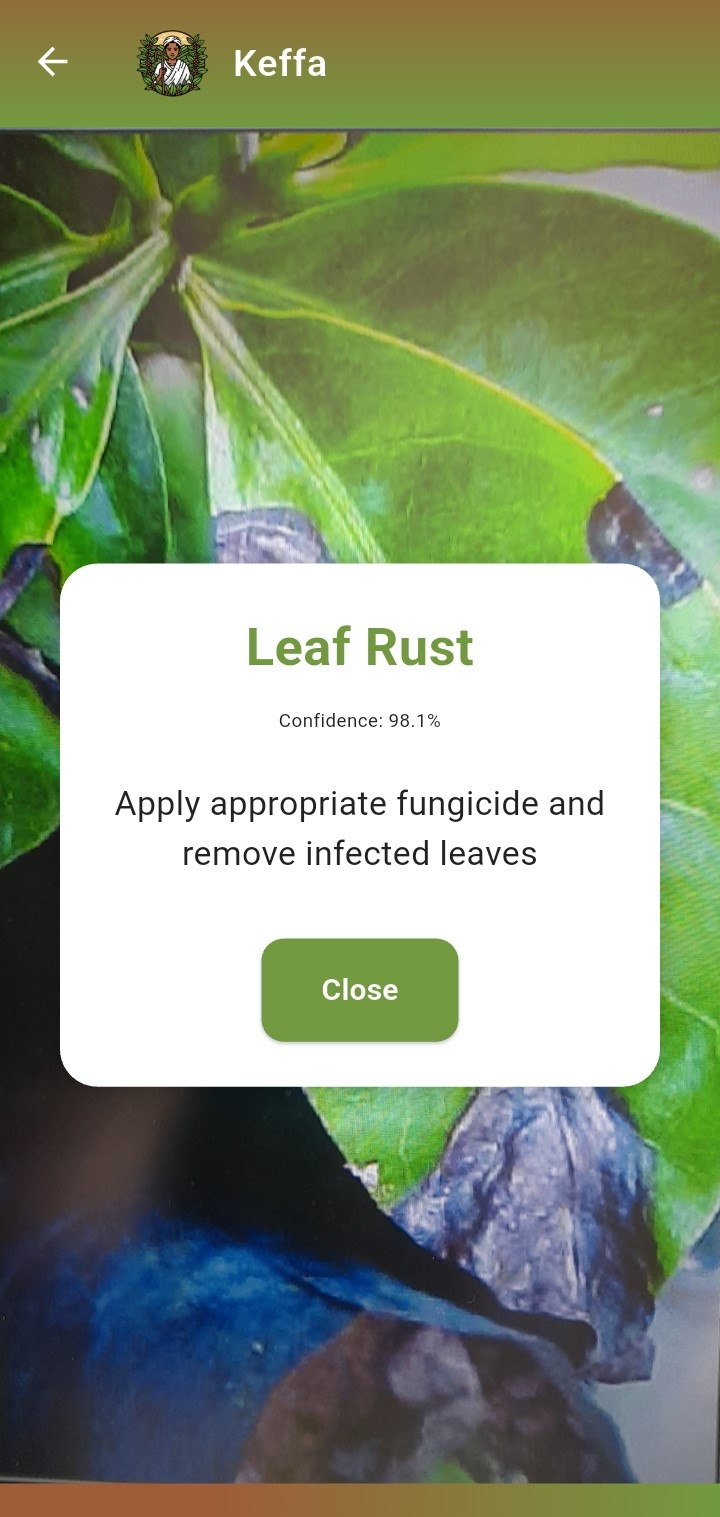 Keffa
Leaf Rust
Confidence: 98.1%
Apply appropriate fungicide and
remove infected leaves
Close